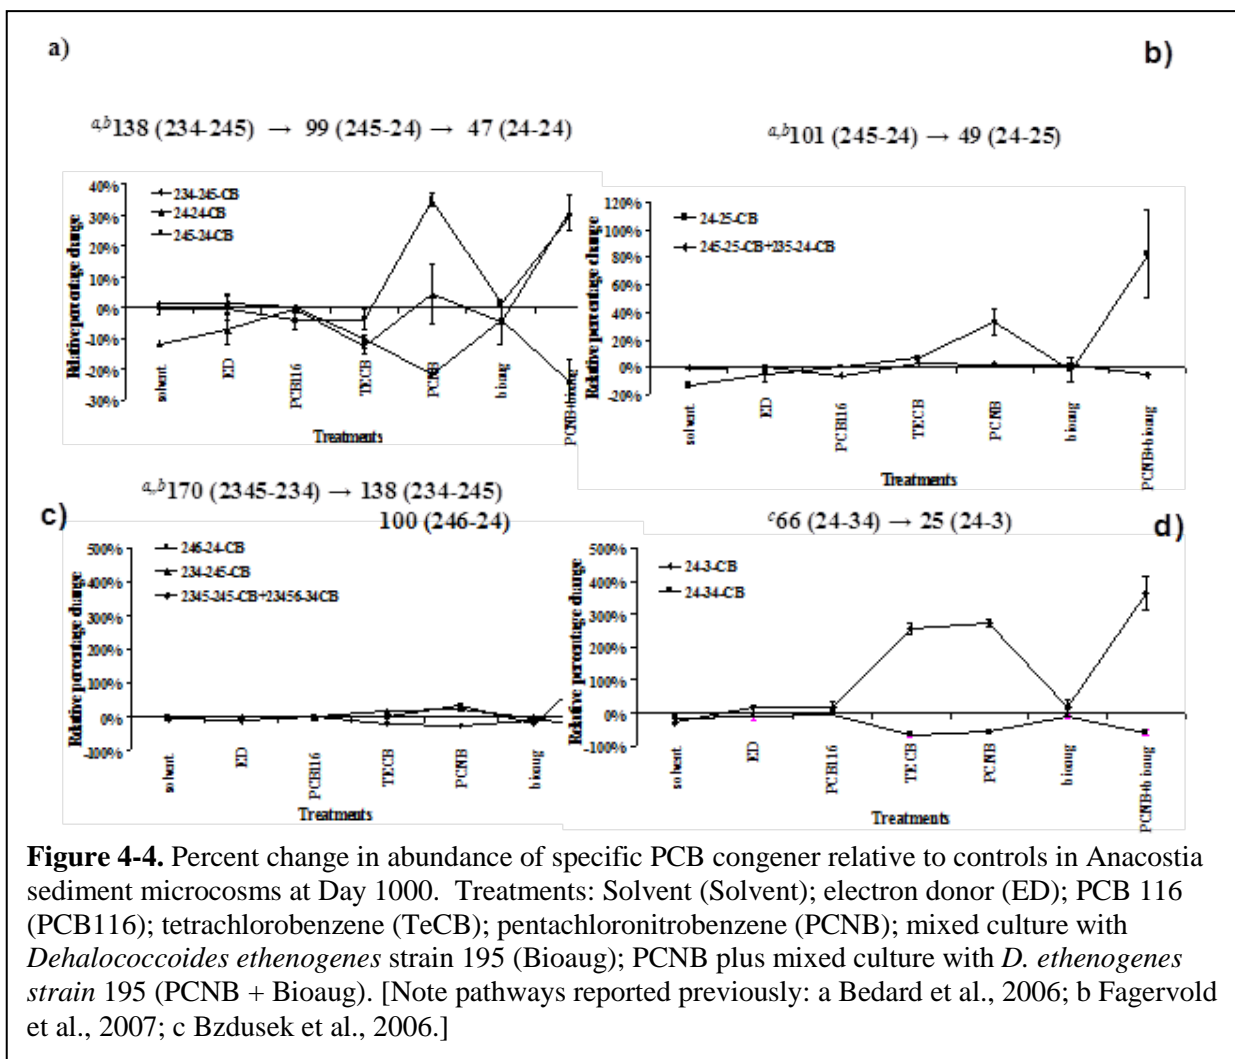 a)
b)
a,b138 (234-245) → 99 (245-24) → 47 (24-24)
a,b101 (245-24) → 49 (24-25)
Relative percentage change
40%
30%
20%
10%
0%
-10%
-20%
-30%
234-245-CB
24-24-CB
245-24-CB
solvent
ED
PCB116
TECB
PCNB
bioaug
PCNB+bioaug
Treatments
Relative percentage change
120%
100%
80%
60%
40%
20%
0%
-20%
24-25-CB
245-25-CB+235-24-CB
solvent
ED
PCB116
TECB
PCNB
bioaug
PCNB+bioaug
Treatments
a,b170 (2345-234) → 138 (234-245)
100 (246-24)
c)
c66 (24-34) → 25 (24-3)
d)
Relative percentage change
500%
400%
300%
200%
100%
0%
-100%
246-24-CB
234-245-CB
2345-245-CB+23456-34CB
solvent
ED
PCB116
TECB
PCNB
bioaug
Treatments
Relative percentage change
500%
400%
300%
200%
100%
0%
-100%
24-3-CB
24-34-CB
solvent
ED
PCB116
TECB
PCNB
bioaug
PCNB+bioaug
Treatments
Figure 4-4. Percent change in abundance of specific PCB congener relative to controls in Anacostia
sediment microcosms at Day 1000. Treatments: Solvent (Solvent); electron donor (ED); PCB 116
(PCB116); tetrachlorobenzene (TeCB); pentachloronitrobenzene (PCNB); mixed culture with
Dehalococcoides ethenogenes strain 195 (Bioaug); PCNB plus mixed culture with D. ethenogenes
strain 195 (PCNB + Bioaug). [Note pathways reported previously: a Bedard et al., 2006; b Fagervold
et al., 2007; c Bzdusek et al., 2006.]